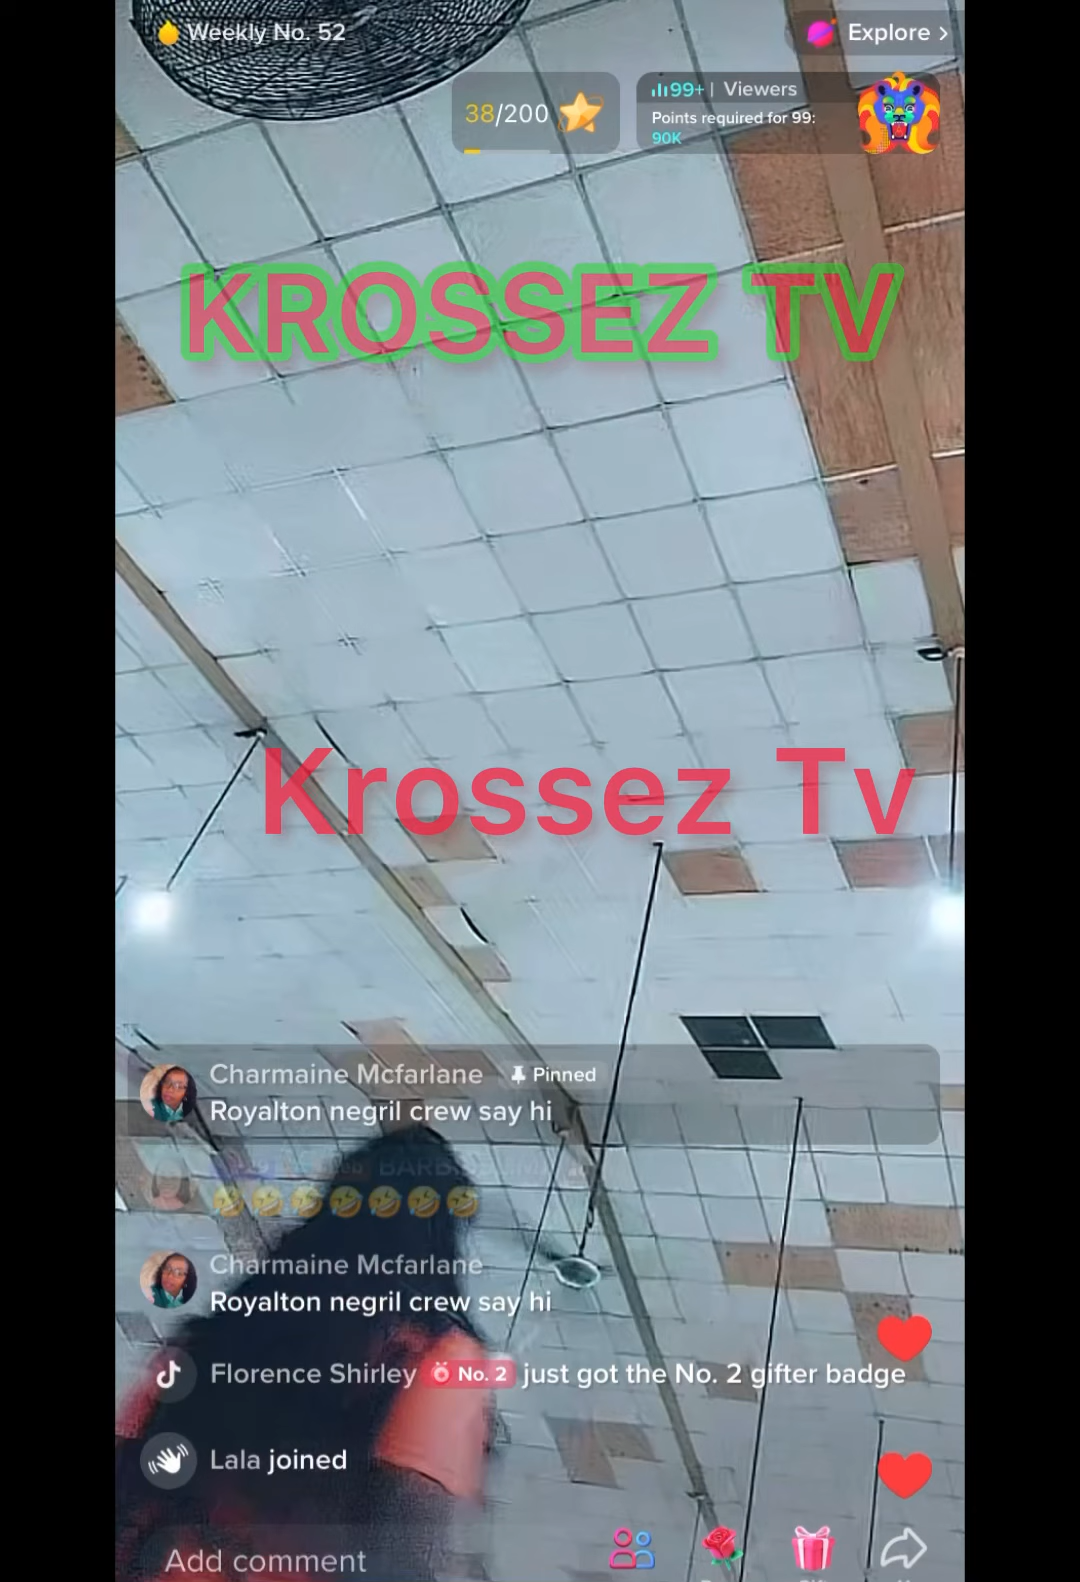 Weekly No. 52
Explore >
38/200
99+ | Viewers
Points required for 99:
90K
KROSSEZ TV
Krossez Tv
Charmaine Mcfarlane Pinned
Royalton negril crew say hi
Charmaine Mcfarlane
Royalton negril crew say hi
Florence Shirley No. 2 just got the No. 2 gifter badge
Lala joined
Add comment